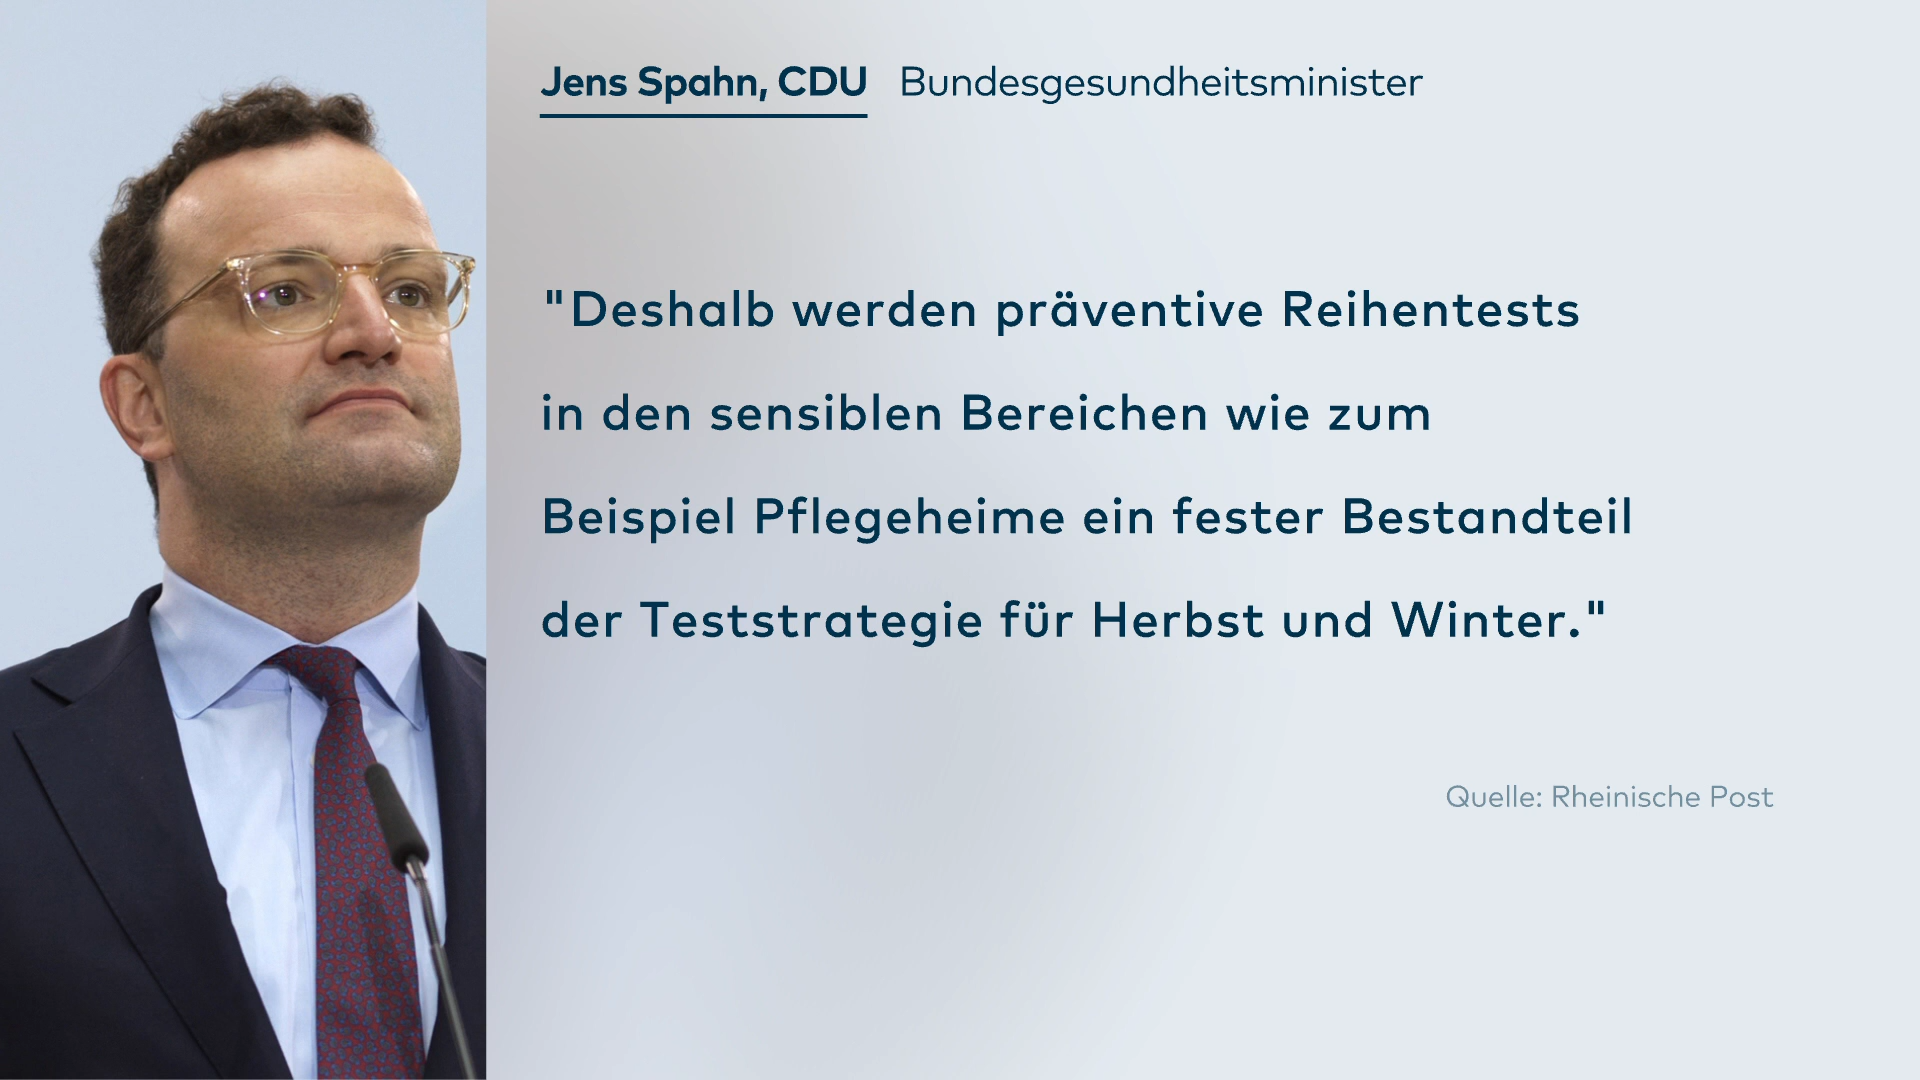 Jens Spahn, CDU Bundesgesundheitsminister
"Deshalb werden präventive Reihentests
in den sensiblen Bereichen wie zum
Beispiel Pflegeheime ein fester Bestandteil
der Teststrategie für Herbst und Winter."
Quelle: Rheinische Post